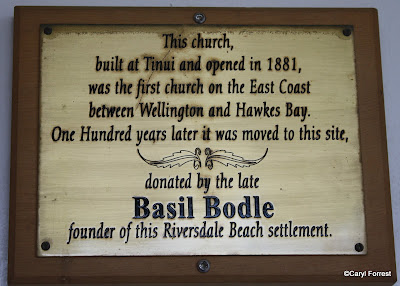 This church,
built at Tinui and opened in 1881,
was the first church on the East Coast
between Wellington and Hawkes Bay.
One Hundred years later it was moved to this site,
donated by the late
Basil Bodle
founder of this Riversdale Beach settlement.
©Caryl Forrest